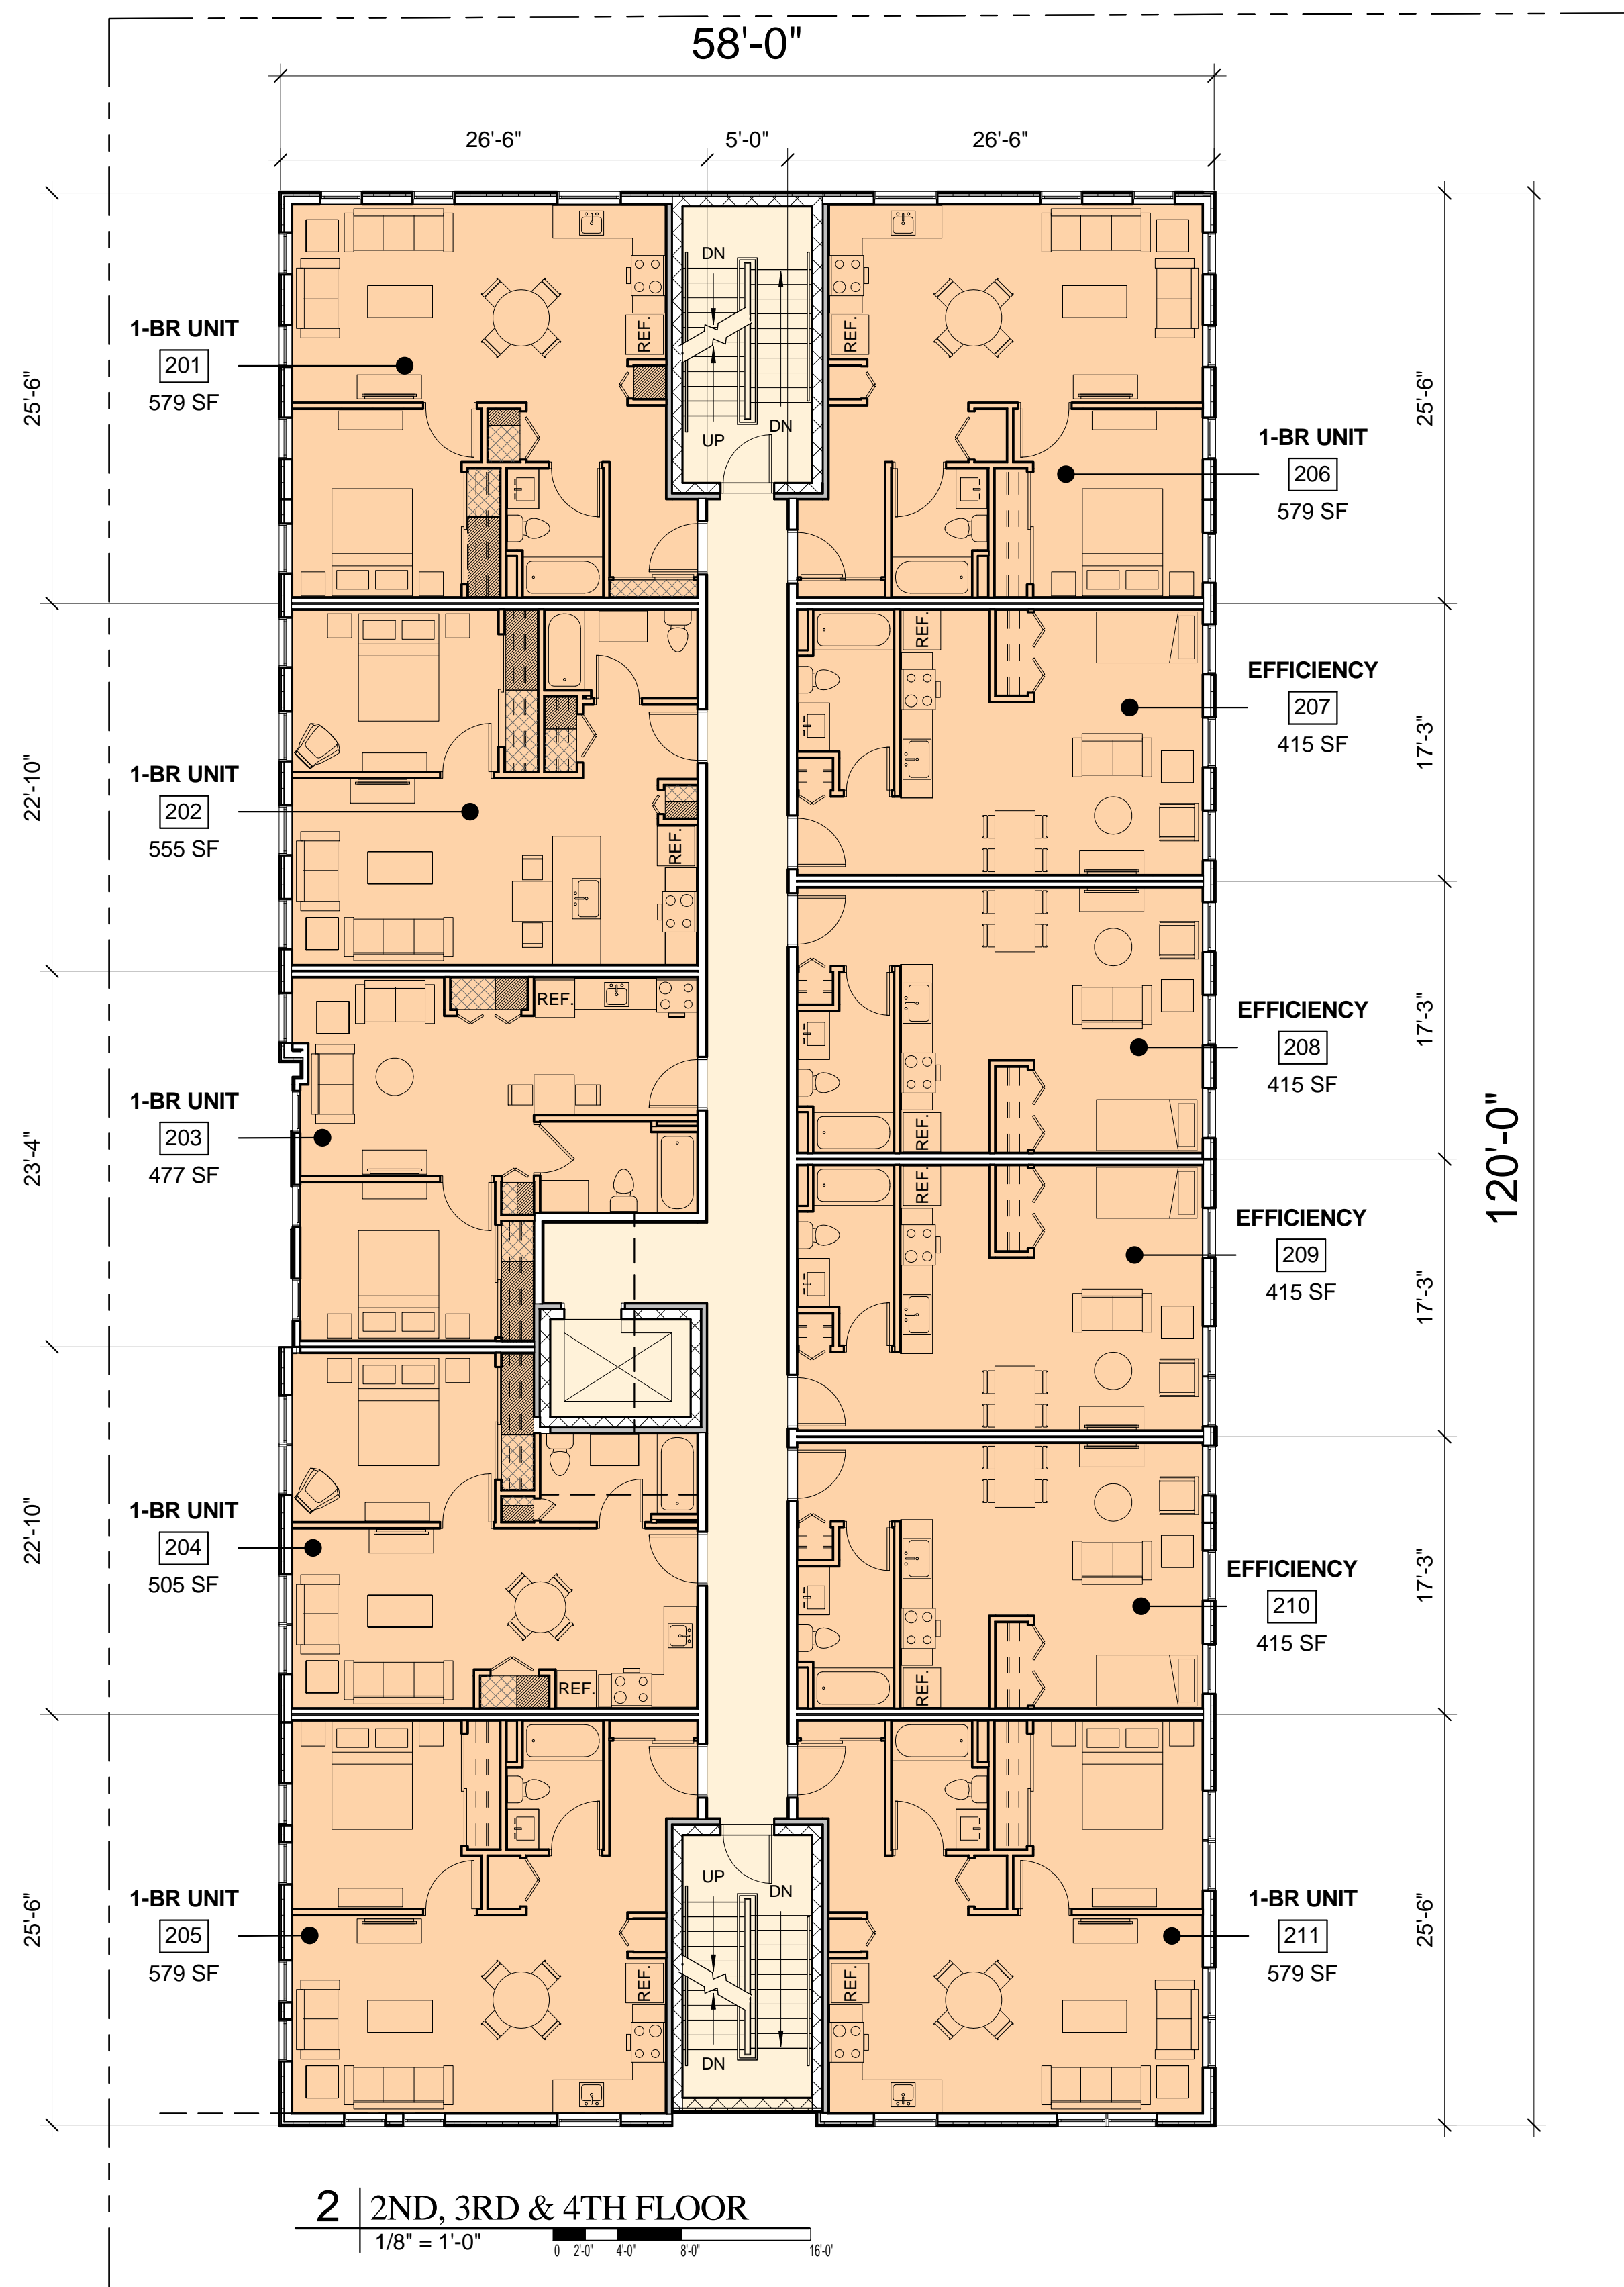 58'-0"
26'-6"
5'-0"
26'-6"
DN
UP
DN
REF.
REF.
1-BR UNIT
201
579 SF
25'-6"
25'-6"
1-BR UNIT
206
579 SF
REF.
EFFICIENCY
207
415 SF
17'-3"
1-BR UNIT
202
555 SF
22'-10"
REF.
REF.
EFFICIENCY
208
415 SF
17'-3"
REF.
1-BR UNIT
203
477 SF
23'-4"
120'-0"
REF.
EFFICIENCY
209
415 SF
17'-3"
1-BR UNIT
204
505 SF
22'-10"
REF.
EFFICIENCY
210
415 SF
17'-3"
REF.
UP
DN
DN
1-BR UNIT
205
579 SF
25'-6"
REF.
REF.
1-BR UNIT
211
579 SF
25'-6"
2
2ND, 3RD & 4TH FLOOR
1/8" = 1'-0"
0 2'-0" 4'-0" 8'-0" 16'-0"